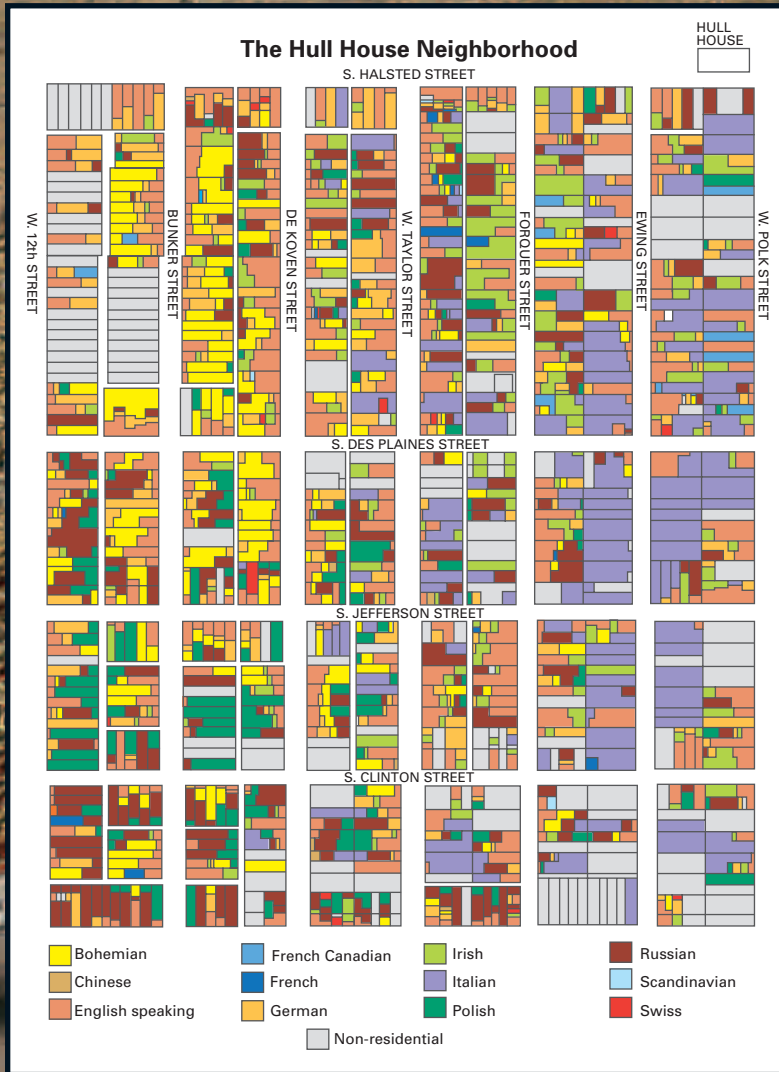 The Hull House Neighborhood
HULL
HOUSE
S. HALSTED STREET
W. 12th STREET
BUNKER STREET
DE KOVEN STREET
W. TAYLOR STREET
FORQUER STREET
EWING STREET
W. POLK STREET
S. DES PLAINES STREET
S. JEFFERSON STREET
S. CLINTON STREET
Bohemian
French Canadian
Irish
Russian
Chinese
French
Italian
Scandinavian
English speaking
German
Polish
Swiss
Non-residential